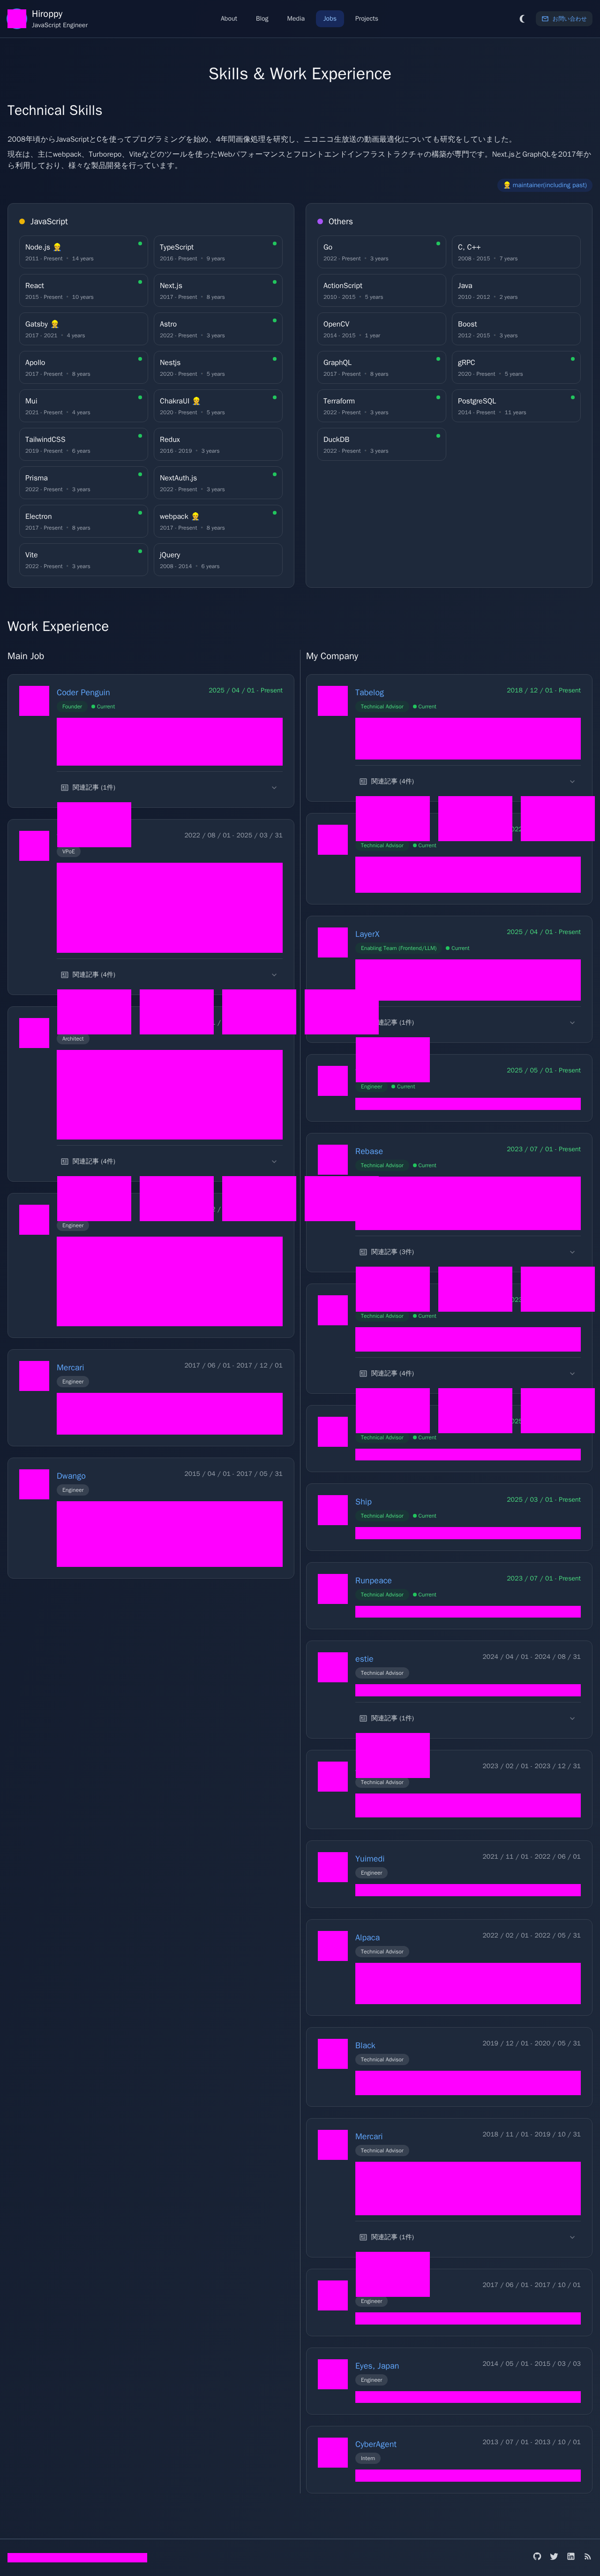 Hiroppy
JavaScript Engineer
About
Blog
Media
Jobs
Projects
お問い合わせ
Skills & Work Experience
Technical Skills
2008年頃からJavaScriptとCを使ってプログラミングを始め、4年間画像処理を研究し、ニコニコ生放送の動画最適化についても研究をしていました。
現在は、主にwebpack、Turborepo、Viteなどのツールを使ったWebパフォーマンスとフロントエンドインフラストラクチャの構築が専門です。Next.jsとGraphQLを2017年か
ら利用しており、様々な製品開発を行っています。
👷 maintainer(including past)
JavaScript
Node.js 👷
2011 - Present • 14 years
TypeScript
2016 - Present • 9 years
React
2015 - Present • 10 years
Next.js
2017 - Present • 8 years
Gatsby 👷
2017 - 2021 • 4 years
Astro
2022 - Present • 3 years
Apollo
2017 - Present • 8 years
Nestjs
2020 - Present • 5 years
Mui
2021 - Present • 4 years
ChakraUI 👷
2020 - Present • 5 years
TailwindCSS
2019 - Present • 6 years
Redux
2016 - 2019 • 3 years
Prisma
2022 - Present • 3 years
NextAuth.js
2022 - Present • 3 years
Electron
2017 - Present • 8 years
webpack 👷
2017 - Present • 8 years
Vite
2022 - Present • 3 years
jQuery
2008 - 2014 • 6 years
Others
Go
2022 - Present • 3 years
C, C++
2008 - 2015 • 7 years
ActionScript
2010 - 2015 • 5 years
Java
2010 - 2012 • 2 years
OpenCV
2014 - 2015 • 1 year
Boost
2012 - 2015 • 3 years
GraphQL
2017 - Present • 8 years
gRPC
2020 - Present • 5 years
Terraform
2022 - Present • 3 years
PostgreSQL
2014 - Present • 11 years
DuckDB
2022 - Present • 3 years
Work Experience
Main Job
Coder Penguin
2025 / 04 / 01 - Present
Founder
Current
関連記事 (1件)
2022 / 08 / 01 - 2025 / 03 / 31
VPoE
関連記事 (4件)
Architect
関連記事 (4件)
Engineer
Mercari
2017 / 06 / 01 - 2017 / 12 / 01
Engineer
Dwango
2015 / 04 / 01 - 2017 / 05 / 31
Engineer
My Company
Tabelog
2018 / 12 / 01 - Present
Technical Advisor
Current
関連記事 (4件)
Technical Advisor
Current
LayerX
2025 / 04 / 01 - Present
Enabling Team (Frontend/LLM)
Current
(1件)
2025 / 05 / 01 - Present
Engineer
Current
Rebase
2023 / 07 / 01 - Present
Technical Advisor
Current
関連記事 (3件)
Technical Advisor
Current
関連記事 (4件)
Technical Advisor
Current
Ship
2025 / 03 / 01 - Present
Technical Advisor
Current
Runpeace
2023 / 07 / 01 - Present
Technical Advisor
Current
estie
2024 / 04 / 01 - 2024 / 08 / 31
Technical Advisor
関連記事 (1件)
2023 / 02 / 01 - 2023 / 12 / 31
Technical Advisor
Yuimedi
2021 / 11 / 01 - 2022 / 06 / 01
Engineer
Alpaca
2022 / 02 / 01 - 2022 / 05 / 31
Technical Advisor
Black
2019 / 12 / 01 - 2020 / 05 / 31
Technical Advisor
Mercari
2018 / 11 / 01 - 2019 / 10 / 31
Technical Advisor
関連記事 (1件)
2017 / 06 / 01 - 2017 / 10 / 01
Engineer
Eyes, Japan
2014 / 05 / 01 - 2015 / 03 / 03
Engineer
CyberAgent
2013 / 07 / 01 - 2013 / 10 / 01
Intern